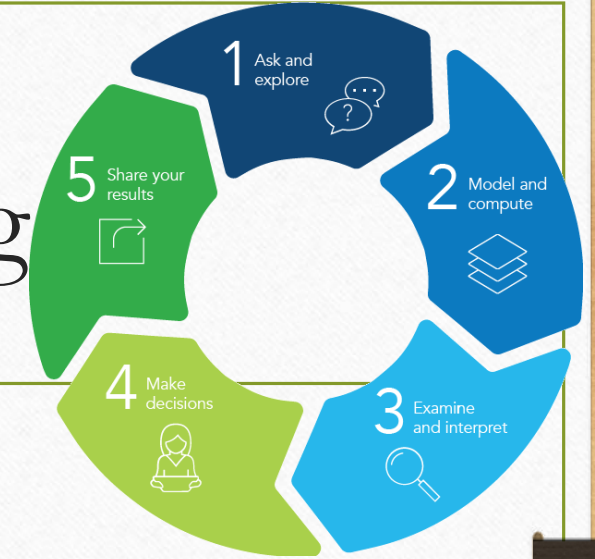 1 Ask and
explore
?
2 Model and
compute
3 Examine
and interpret
4 Make
decisions
5 Share your
results
g